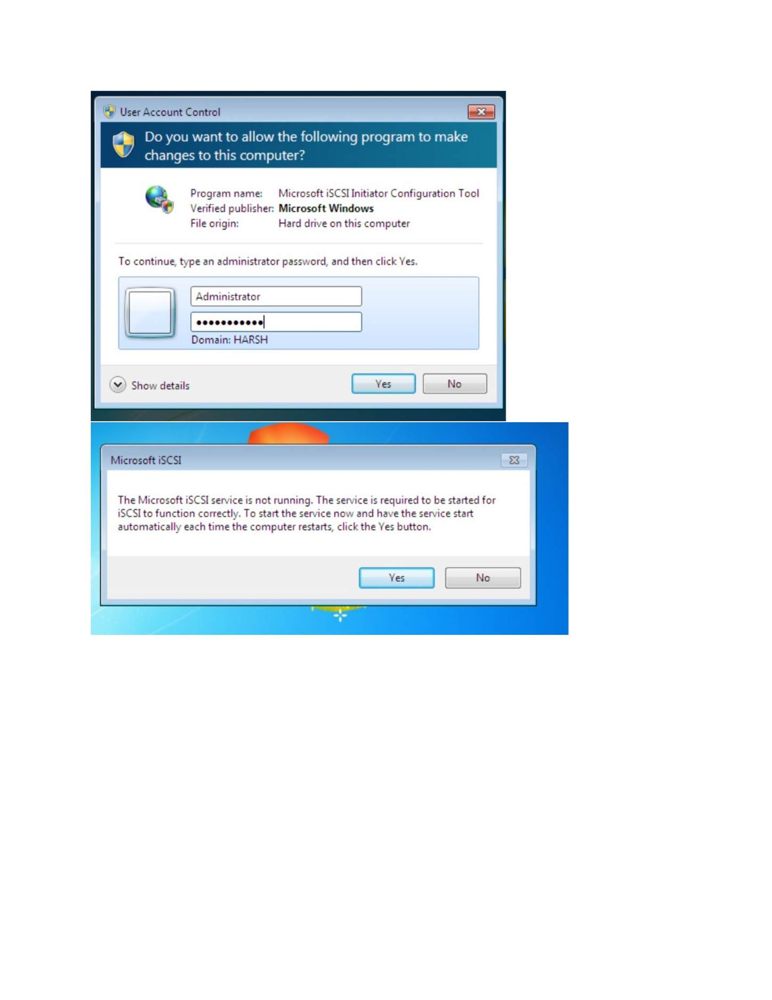 User Account Control
Do you want to allow the following program to make
changes to this computer?
Program name: Microsoft iSCSI Initiator Configuration Tool
Verified publisher: Microsoft Windows
File origin: Hard drive on this computer
To continue, type an administrator password, and then click Yes.
Administrator
●●●●●●●●●●●
Domain: HARSH
Show details
Yes No
Microsoft iSCSI
The Microsoft iSCSI service is not running. The service is required to be started for
iSCSI to function correctly. To start the service now and have the service start
automatically each time the computer restarts, click the Yes button.
Yes No